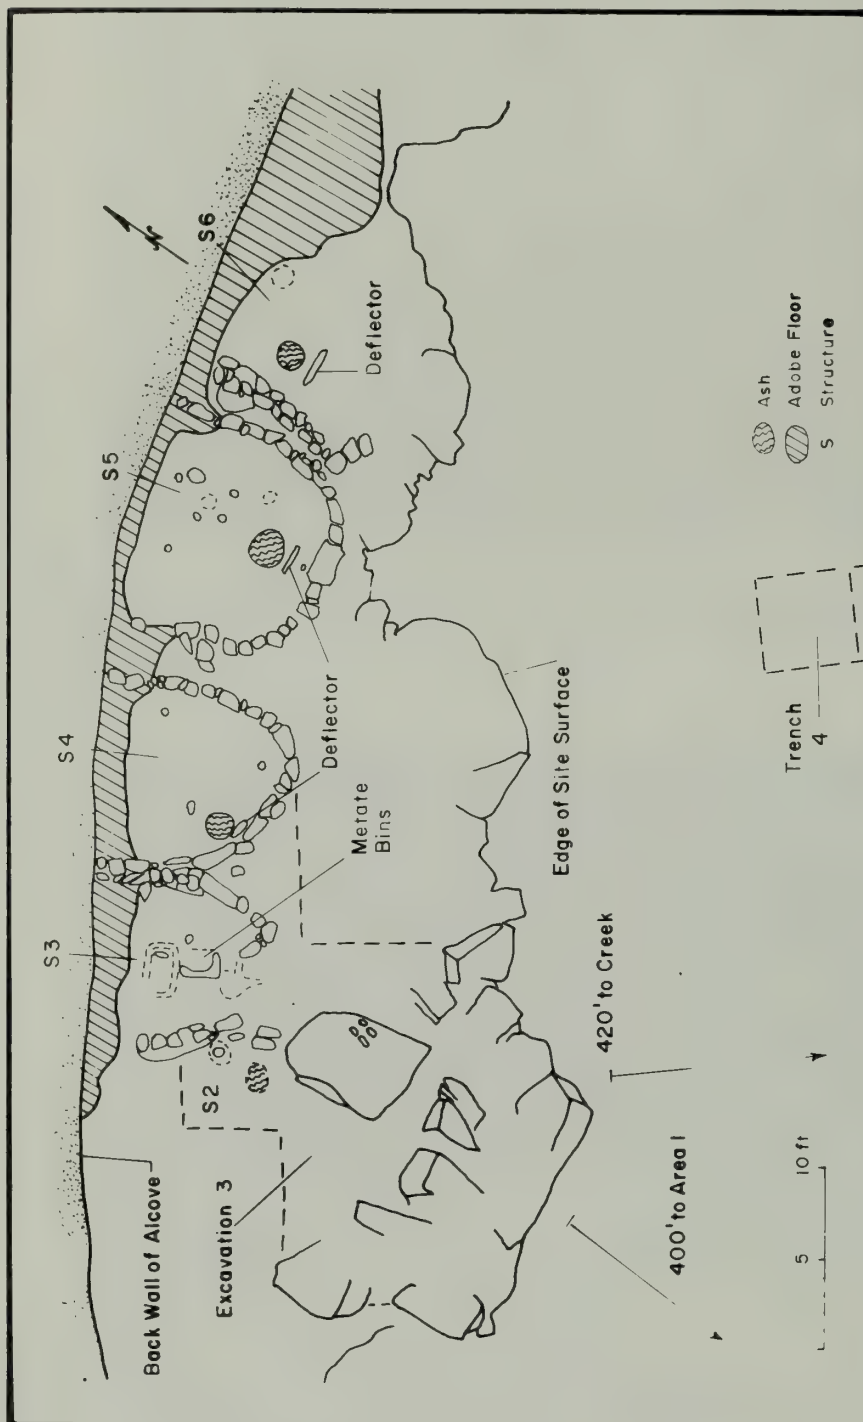 Back Wall of Alcove
S3
S4
S5
S6
N
Excavation 3
S2
Metate
Bins
Deflector
Deflector
Edge of Site Surface
400' to Area I
420' to Creek
Trench
4
5
10 ft
Ash
Adobe Floor
S Structure